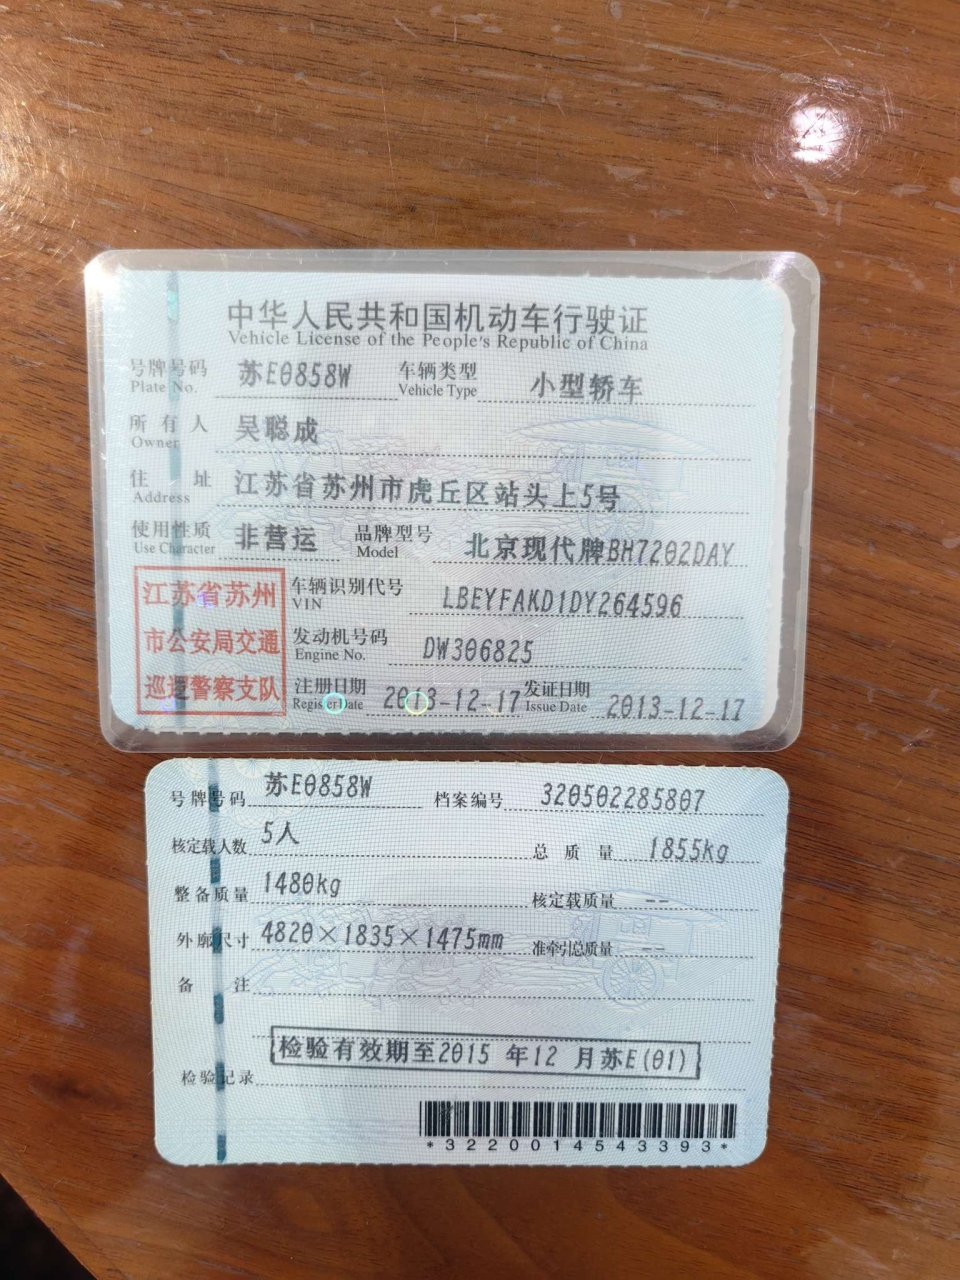 中华人民共和国机动车行驶证
Vehicle License of the People's Republic of China
号牌号码 苏E0858W 车辆类型 小型轿车
Plate No. Vehicle Type
所有人 吴聪成
Owner
住址 江苏省苏州市虎丘区站头上5号
Address
使用性质 非营运 品牌型号 北京现代牌BH7202DAY
Use Character Model
江苏省苏州
市公安局交通
巡逻警察支队
车辆识别代号 LBEYFAKD1DY264596
VIN
发动机号码 DW306825
Engine No.
注册日期 2013-12-17 发证日期 2013-12-17
Register Date Issue Date
号牌号码 苏E0858W 档案编号 320502285807
核定载人数 5人 总质量 1855kg
整备质量 1480kg 核定载质量 --
外廓尺寸 4820×1835×1475mm 准牵引总质量 --
备注
检验有效期至2015 年12 月苏E(01)
检验记录
*3220014543393*